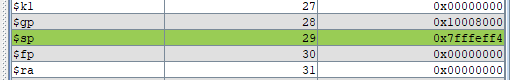 $k1 27 0x00000000
$gp 28 0x10008000
$sp 29 0x7fffeff4
$fp 30 0x00000000
$ra 31 0x00000000